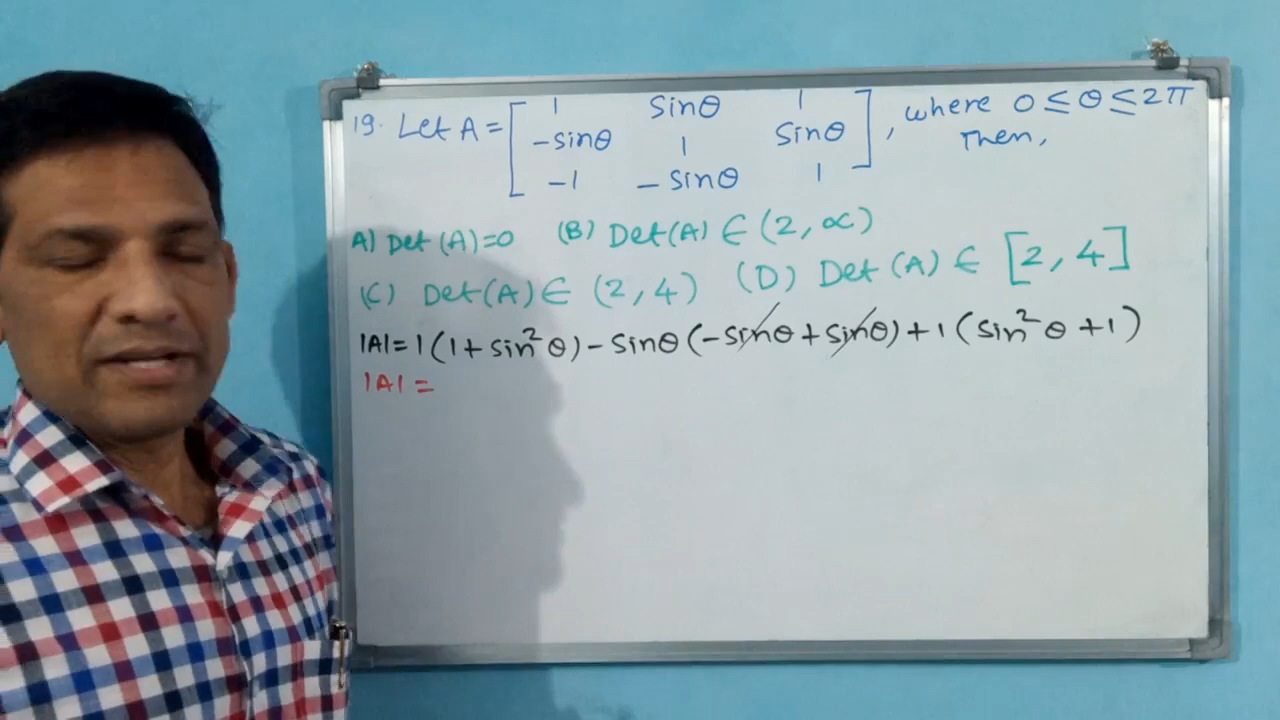 19. Let A = [ 1 sinθ 1 ], where 0 ≤ θ ≤ 2π
-sinθ 1 sinθ Then,
-1 -sinθ 1
A) Det(A)=0 (B) Det(A) ∈ (2, ∝)
(C) Det(A) ∈ (2, 4) (D) Det(A) ∈ [2, 4]
|A| = 1(1+ sin²θ) - sinθ(-sinθ + sinθ) + 1(sin²θ +1)
|A| =